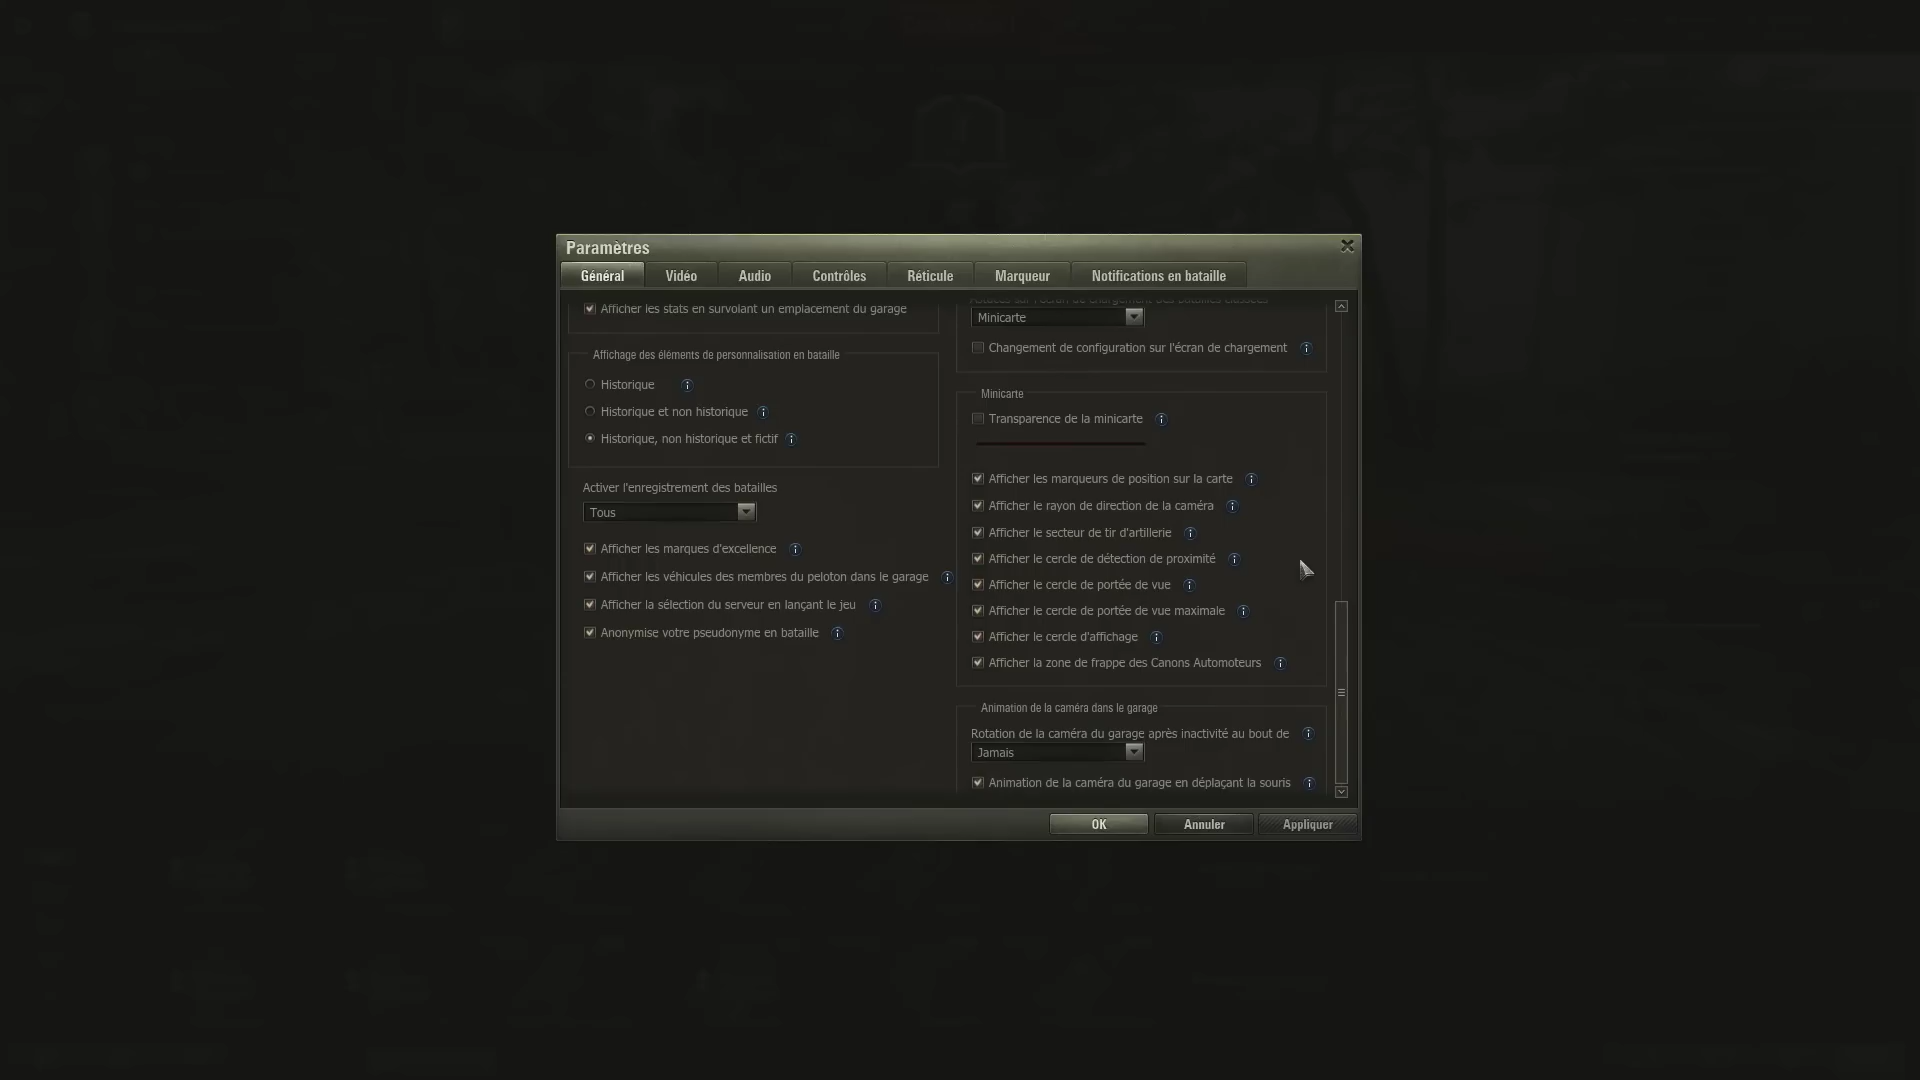 Paramètres
Général
Vidéo
Audio
Contrôles
Réticule
Marqueur
Notifications en bataille
Afficher les stats en survolant un emplacement du garage
Affichage des éléments de personnalisation en bataille
Historique
Historique et non historique
Historique, non historique et fictif
Activer l'enregistrement des batailles
Tous
Afficher les marques d'excellence
Afficher les véhicules des membres du peloton dans le garage
Afficher la sélection du serveur en lançant le jeu
Anonymise votre pseudonyme en bataille
Astuces sur l'écran de chargement des batailles classées
Minicarte
Changement de configuration sur l'écran de chargement
Minicarte
Transparence de la minicarte
Afficher les marqueurs de position sur la carte
Afficher le rayon de direction de la caméra
Afficher le secteur de tir d'artillerie
Afficher le cercle de détection de proximité
Afficher le cercle de portée de vue
Afficher le cercle de portée de vue maximale
Afficher le cercle d'affichage
Afficher la zone de frappe des Canons Automoteurs
Animation de la caméra dans le garage
Rotation de la caméra du garage après inactivité au bout de
Jamais
Animation de la caméra du garage en déplaçant la souris
OK
Annuler
Appliquer